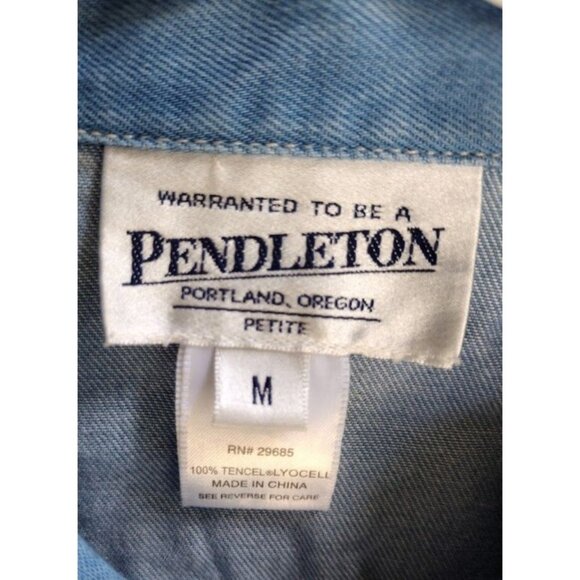 WARRANTED TO BE A
PENDLETON
PORTLAND, OREGON
PETITE
M
RN# 29685
100% TENCEL®LYOCELL
MADE IN CHINA
SEE REVERSE FOR CARE